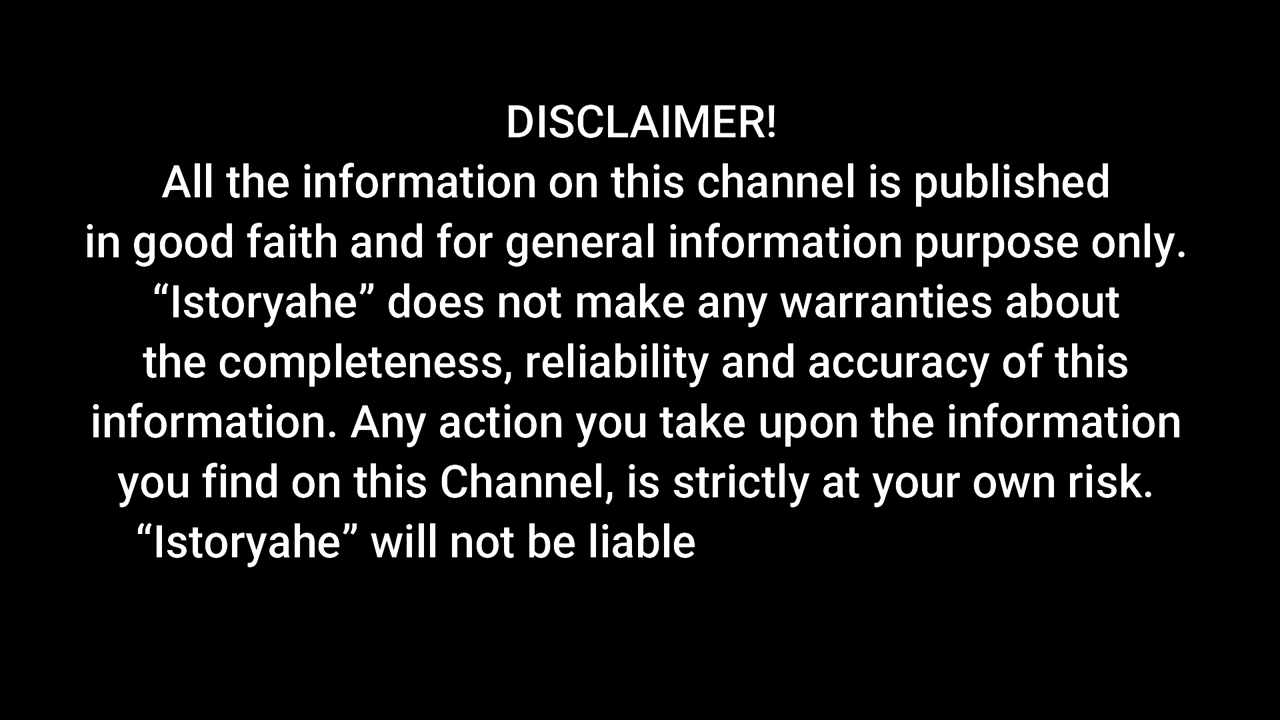 DISCLAIMER!
All the information on this channel is published
in good faith and for general information purpose only.
“Istoryahe” does not make any warranties about
the completeness, reliability and accuracy of this
information. Any action you take upon the information
you find on this Channel, is strictly at your own risk.
“Istoryahe” will not be liable